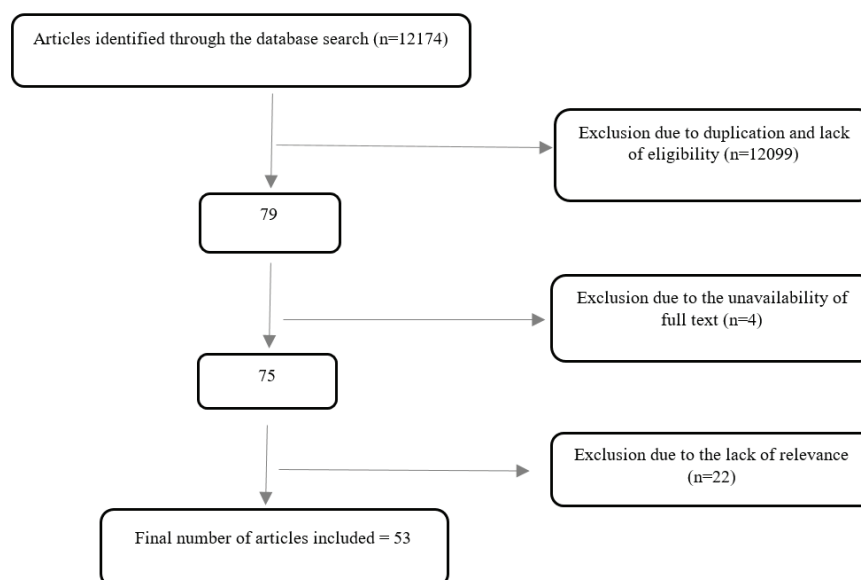 Articles identified through the database search (n=12174)
Exclusion due to duplication and lack
of eligibility (n=12099)
79
Exclusion due to the unavailability of
full text (n=4)
75
Exclusion due to the lack of relevance
(n=22)
Final number of articles included = 53